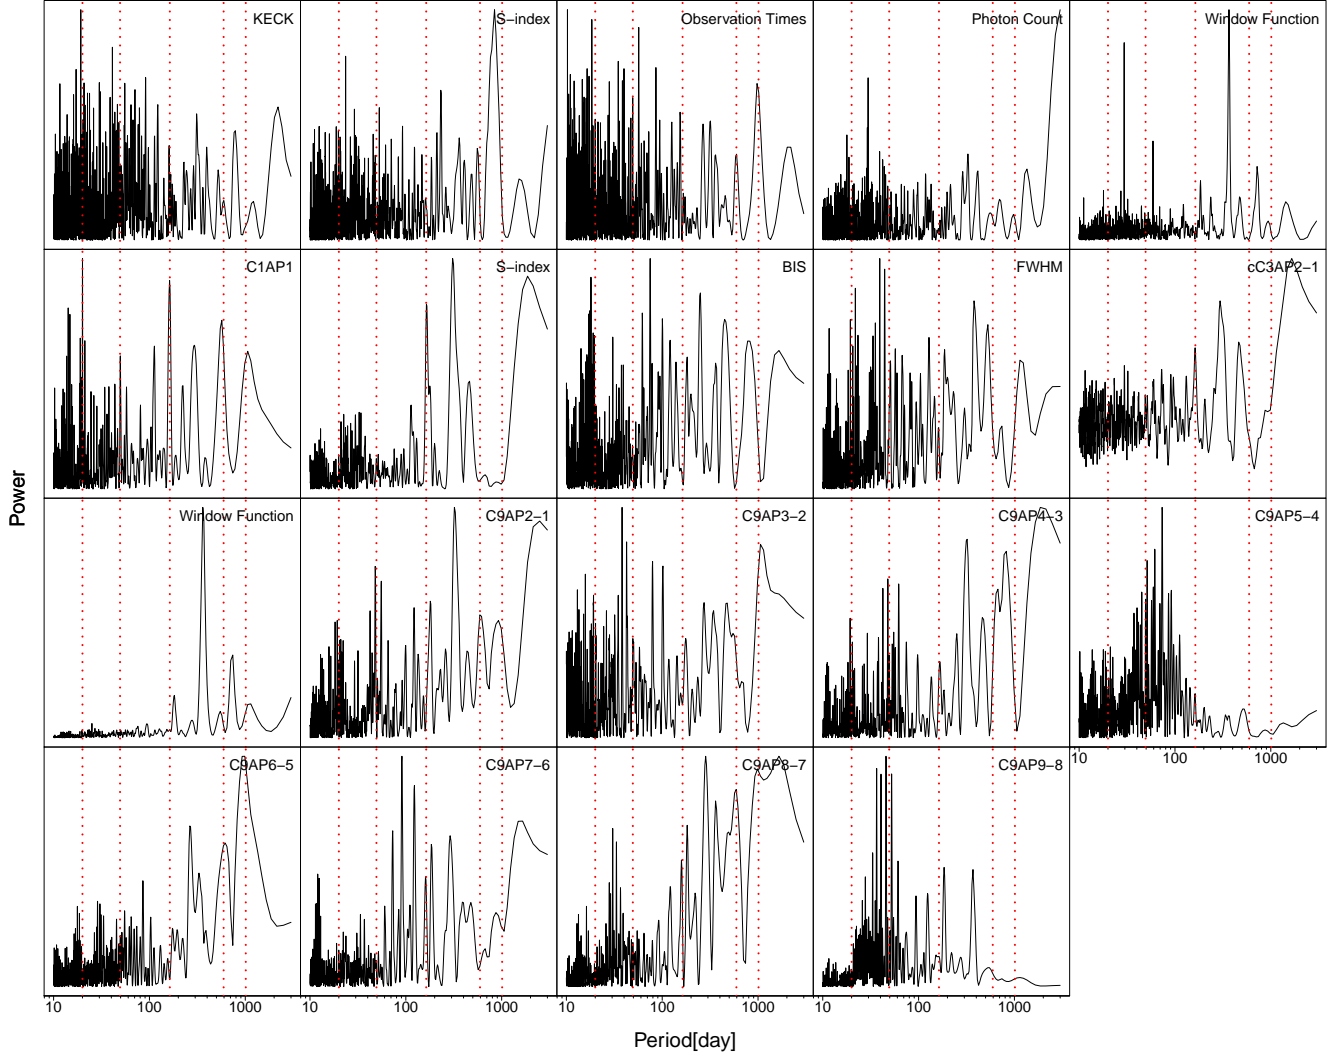 KECK
S−index
Observation Times
Photon Count
Window Function
C1AP1
S−index
BIS
FWHM
cC3AP2−1
Window Function
C9AP2−1
C9AP3−2
C9AP4−3
C9AP5−4
10 100 1000
C9AP6−5
C9AP7−6
C9AP8−7
C9AP9−8
10 100 1000
10 100 1000
10 100 1000
10 100 1000
Power
Period[day]